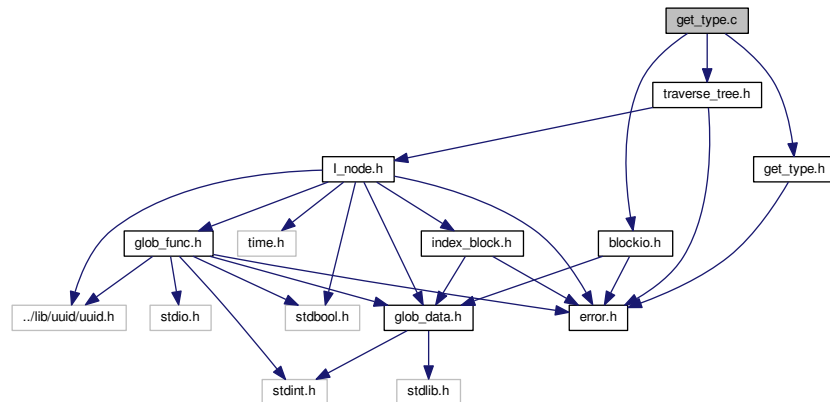 get_type.c
traverse_tree.h
I_node.h
get_type.h
glob_func.h
time.h
index_block.h
blockio.h
../lib/uuid/uuid.h
stdio.h
stdbool.h
glob_data.h
error.h
stdint.h
stdlib.h